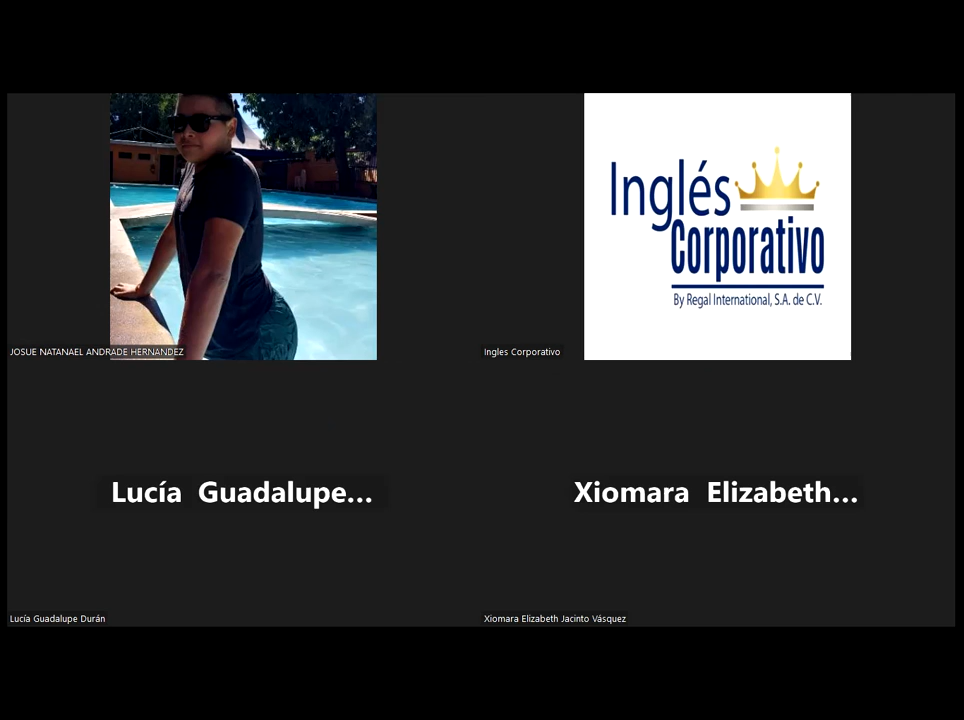 Inglés
Corporativo
By Regal International, S.A. de C.V.
JOSUE NATANAEL ANDRADE HERNANDEZ
Ingles Corporativo
Lucía Guadalupe...
Xiomara Elizabeth...
Lucía Guadalupe Durán
Xiomara Elizabeth Jacinto Vásquez